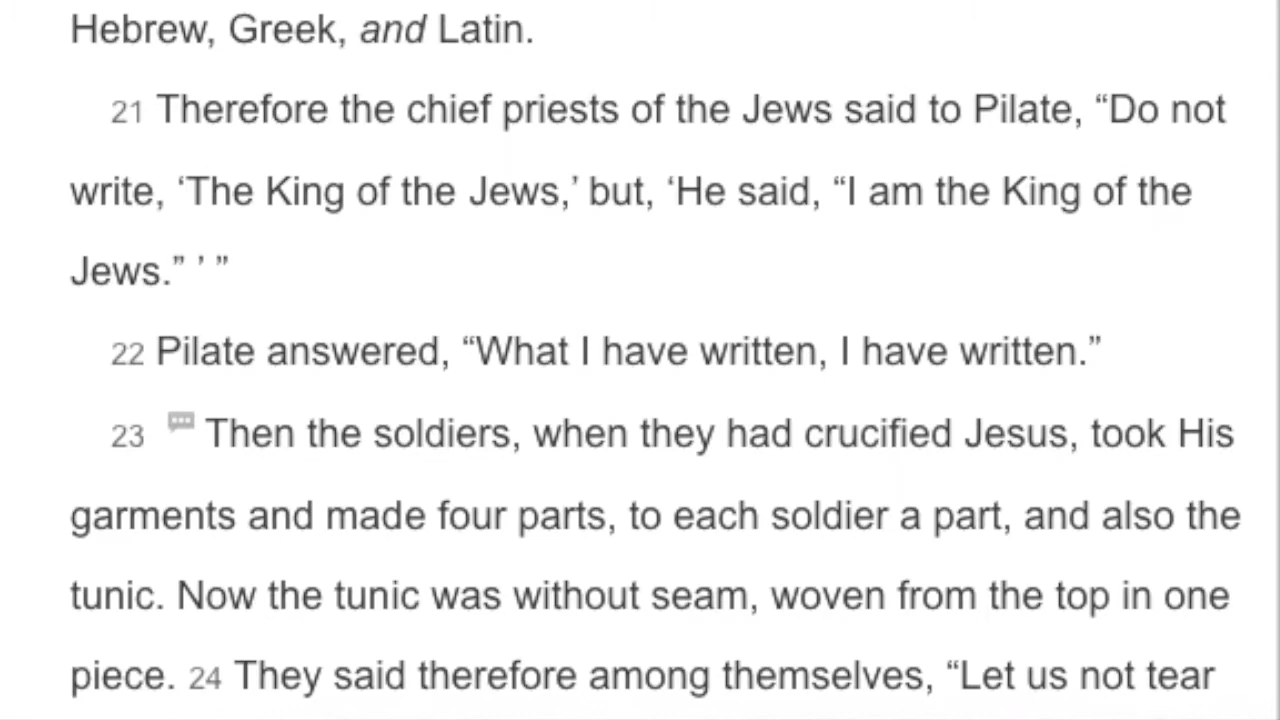 Hebrew, Greek, and Latin.
21 Therefore the chief priests of the Jews said to Pilate, “Do not
write, ‘The King of the Jews,’ but, ‘He said, “I am the King of the
Jews.” ’ ”
22 Pilate answered, “What I have written, I have written.”
23 Then the soldiers, when they had crucified Jesus, took His
garments and made four parts, to each soldier a part, and also the
tunic. Now the tunic was without seam, woven from the top in one
piece. 24 They said therefore among themselves, “Let us not tear